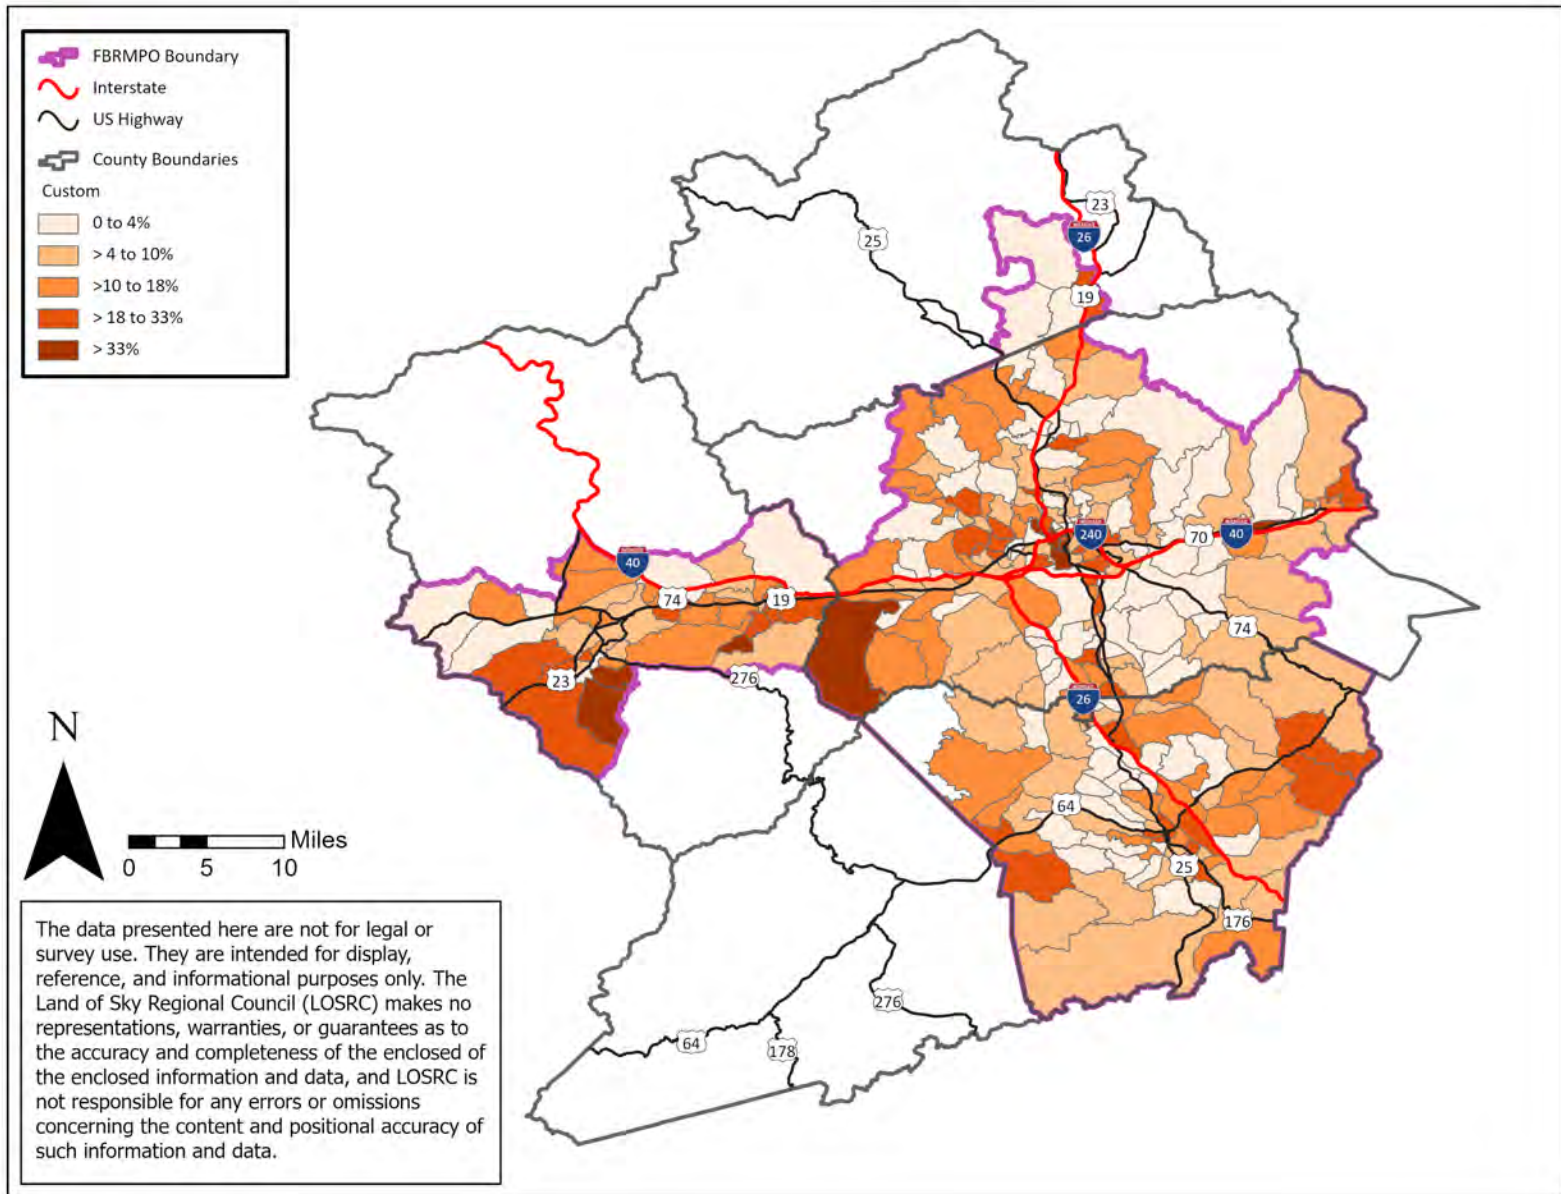 FBRMPO Boundary
Interstate
US Highway
County Boundaries
Custom
0 to 4%
> 4 to 10%
>10 to 18%
> 18 to 33%
> 33%
23
26
25
19
240
70
40
40
74
19
74
23
276
26
64
25
176
276
64
178
N
Miles
0 5 10
The data presented here are not for legal or
survey use. They are intended for display,
reference, and informational purposes only. The
Land of Sky Regional Council (LOSRC) makes no
representations, warranties, or guarantees as to
the accuracy and completeness of the enclosed of
the enclosed information and data, and LOSRC is
not responsible for any errors or omissions
concerning the content and positional accuracy of
such information and data.